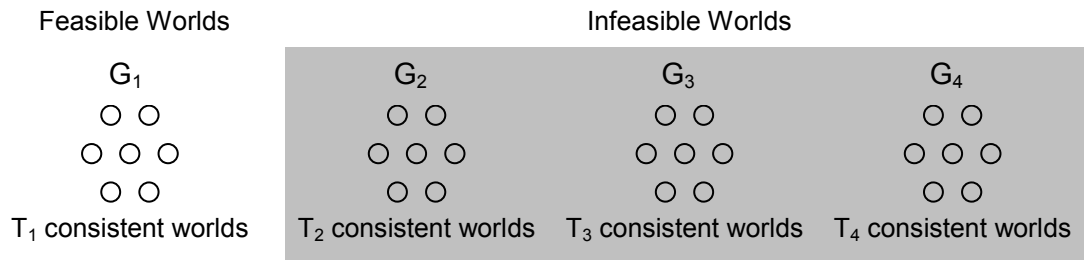 Feasible Worlds Infeasible Worlds
G₁ G₂ G₃ G₄
T₁ consistent worlds T₂ consistent worlds T₃ consistent worlds T₄ consistent worlds